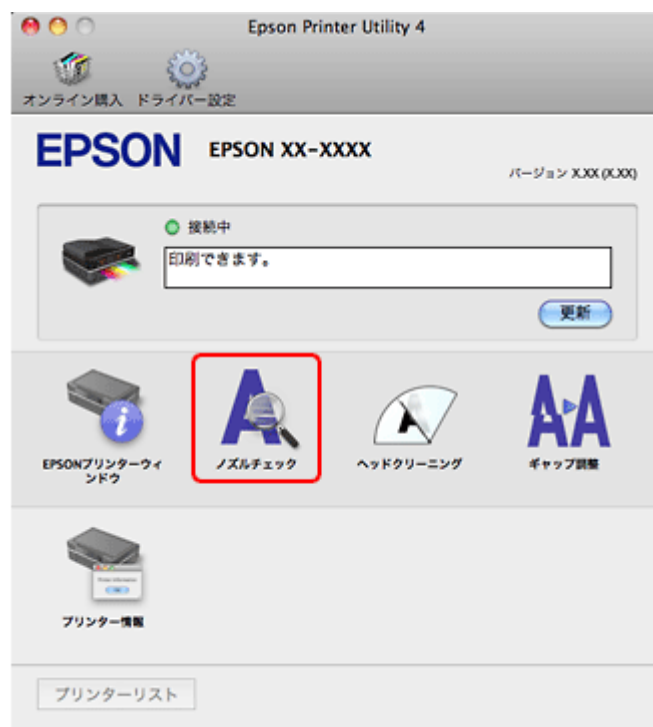 Epson Printer Utility 4
オンライン購入 ドライバー設定
EPSON EPSON XX-XXXX
バージョン X.XX (X.XX)
接続中
印刷できます。
更新
EPSONプリンターウィ
ンドウ
ノズルチェック
ヘッドクリーニング
ギャップ調整
プリンター情報
プリンターリスト